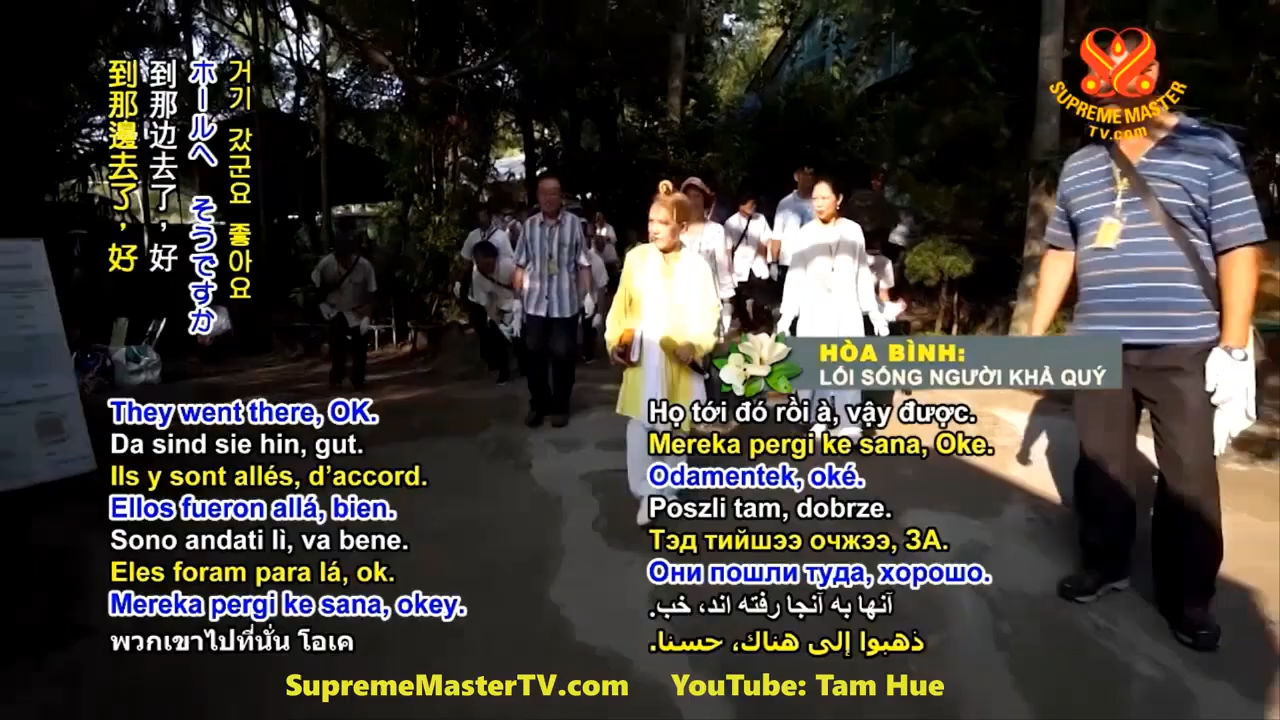 거기 갔군요 좋아요
ホールへ そうですか
到那边去了，好
到那邊去了，好
SUPREME MASTER
TV.com
HÒA BÌNH:
LỐI SỐNG NGƯỜI KHẢ QUÝ
They went there, OK.
Da sind sie hin, gut.
Ils y sont allés, d’accord.
Ellos fueron allá, bien.
Sono andati lì, va bene.
Eles foram para lá, ok.
Mereka pergi ke sana, okey.
พวกเขาไปที่นั่น โอเค
Họ tới đó rồi à, vậy được.
Mereka pergi ke sana, Oke.
Odamentek, oké.
Poszli tam, dobrze.
Тэд тийшээ очжээ, ЗА.
Они пошли туда, хорошо.
آنها به آنجا رفته اند، خب.
ذهبوا إلى هناك، حسنا.
SupremeMasterTV.com YouTube: Tam Hue